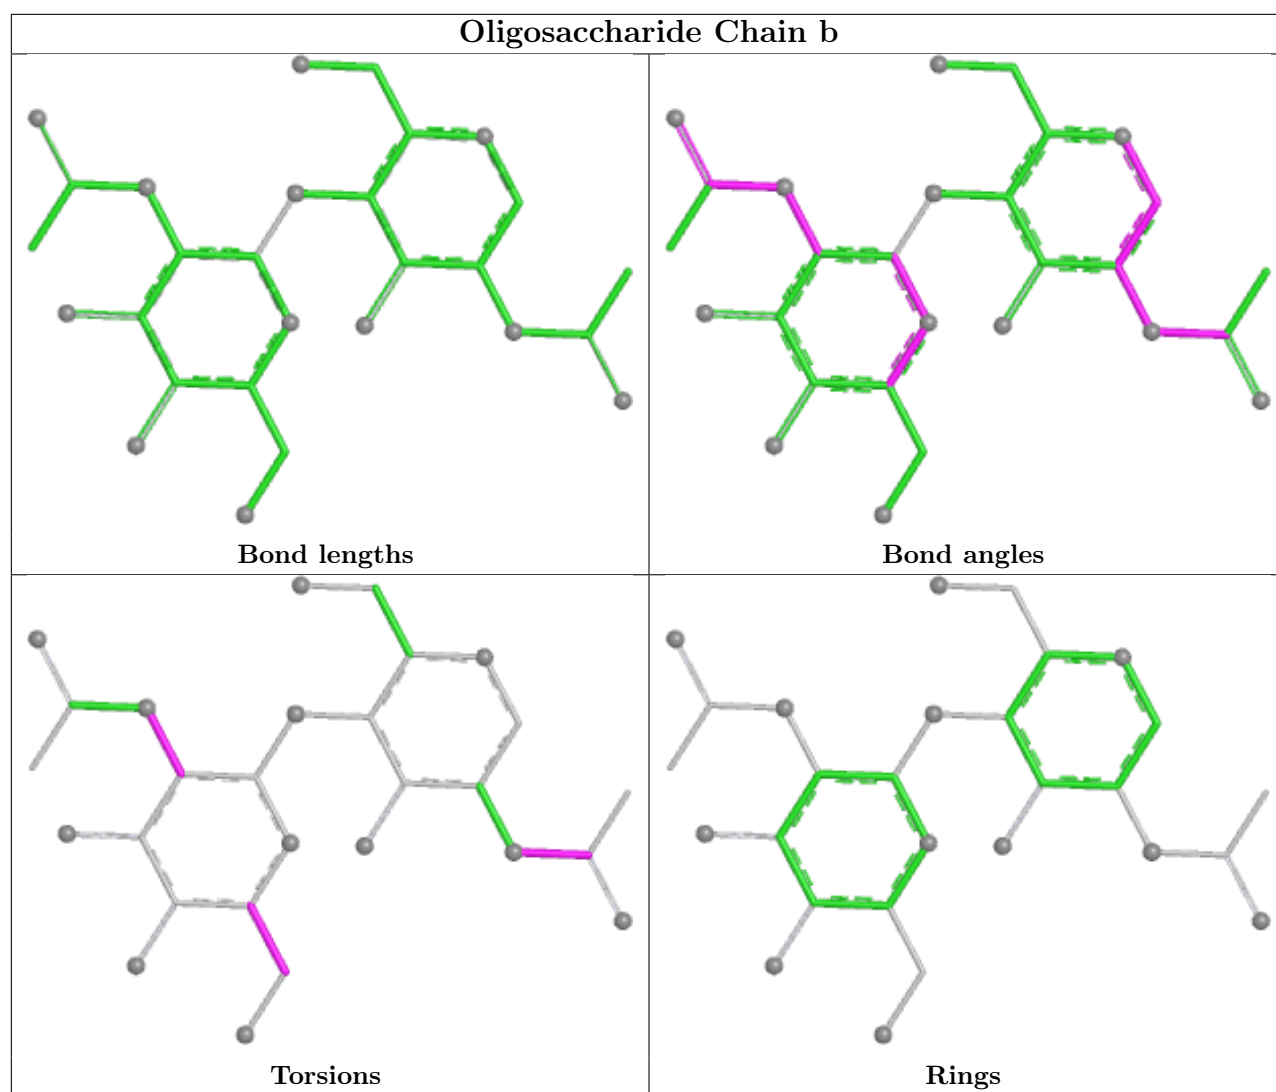 Oligosaccharide Chain b
Bond lengths
Bond angles
Torsions
Rings